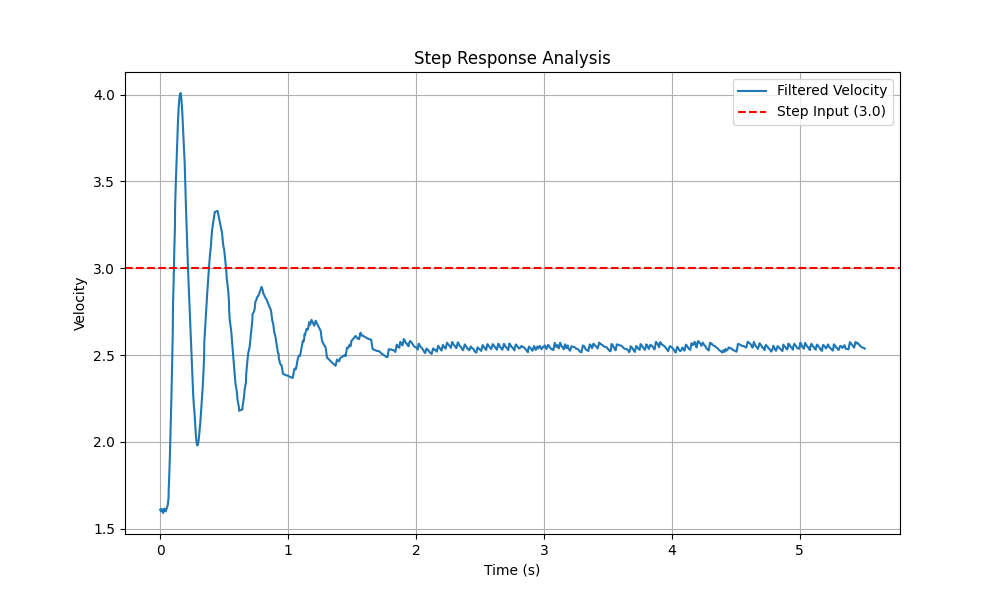 Step Response Analysis
Filtered Velocity
Step Input (3.0)
Velocity
4.0
3.5
3.0
2.5
2.0
1.5
0 1 2 3 4 5
Time (s)